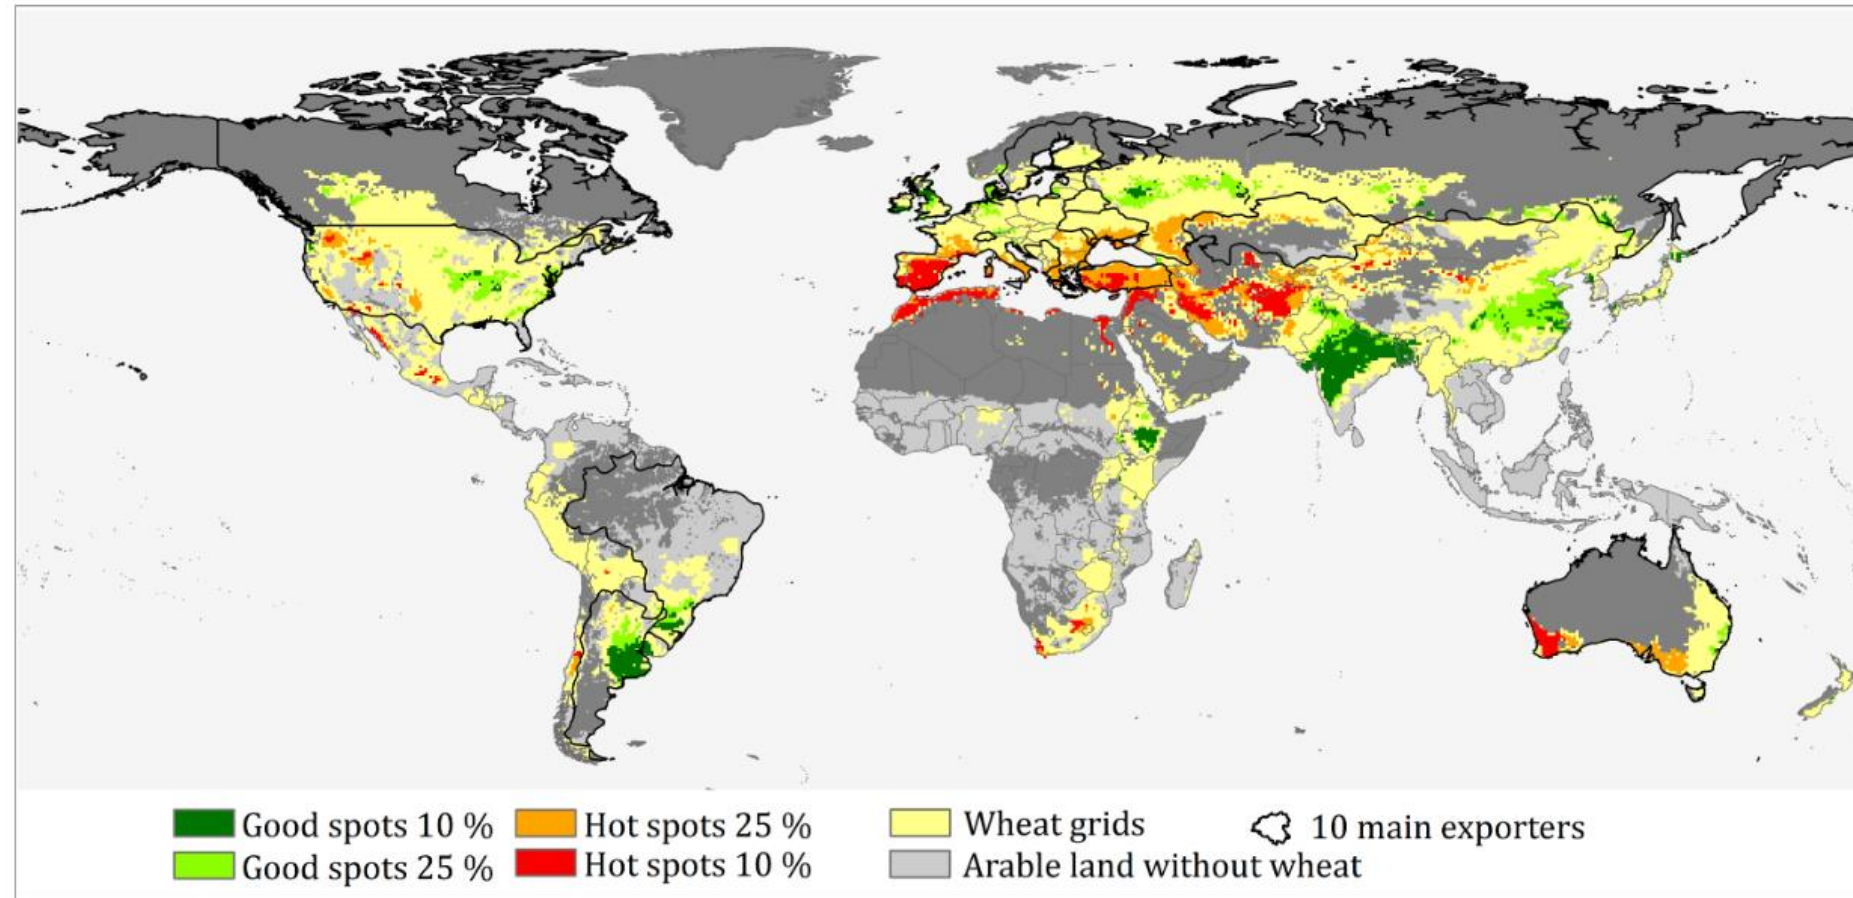 Good spots 10 %
Hot spots 25 %
Wheat grids
10 main exporters
Good spots 25 %
Hot spots 10 %
Arable land without wheat